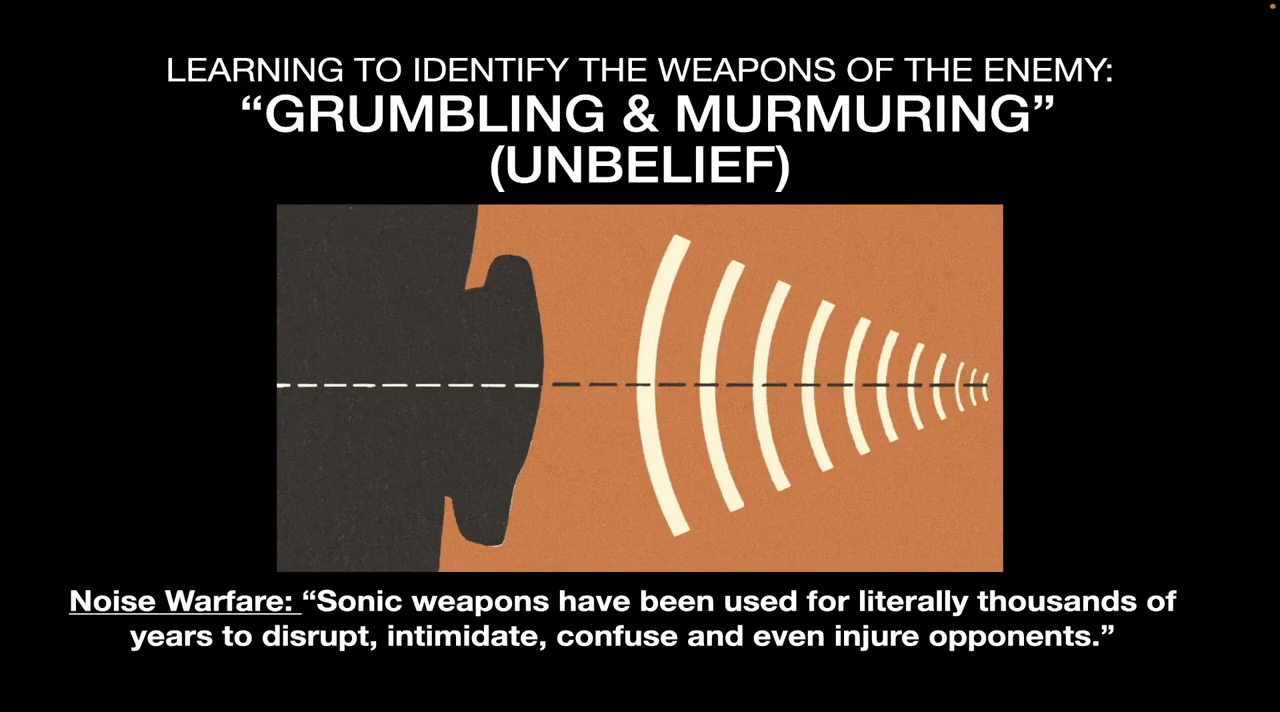 LEARNING TO IDENTIFY THE WEAPONS OF THE ENEMY:
“GRUMBLING & MURMURING”
(UNBELIEF)
Noise Warfare: “Sonic weapons have been used for literally thousands of
years to disrupt, intimidate, confuse and even injure opponents.”